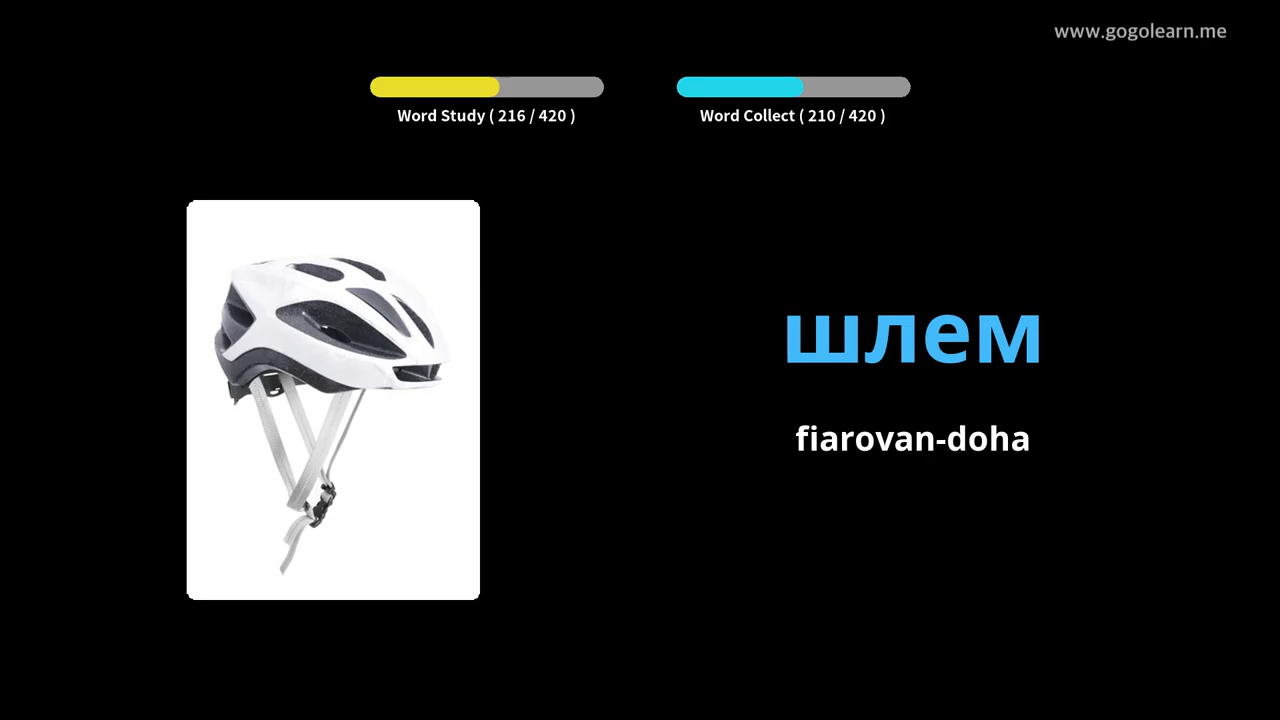 www.gogolearn.me
Word Study ( 216 / 420 )
Word Collect ( 210 / 420 )
шлем
fiarovan-doha